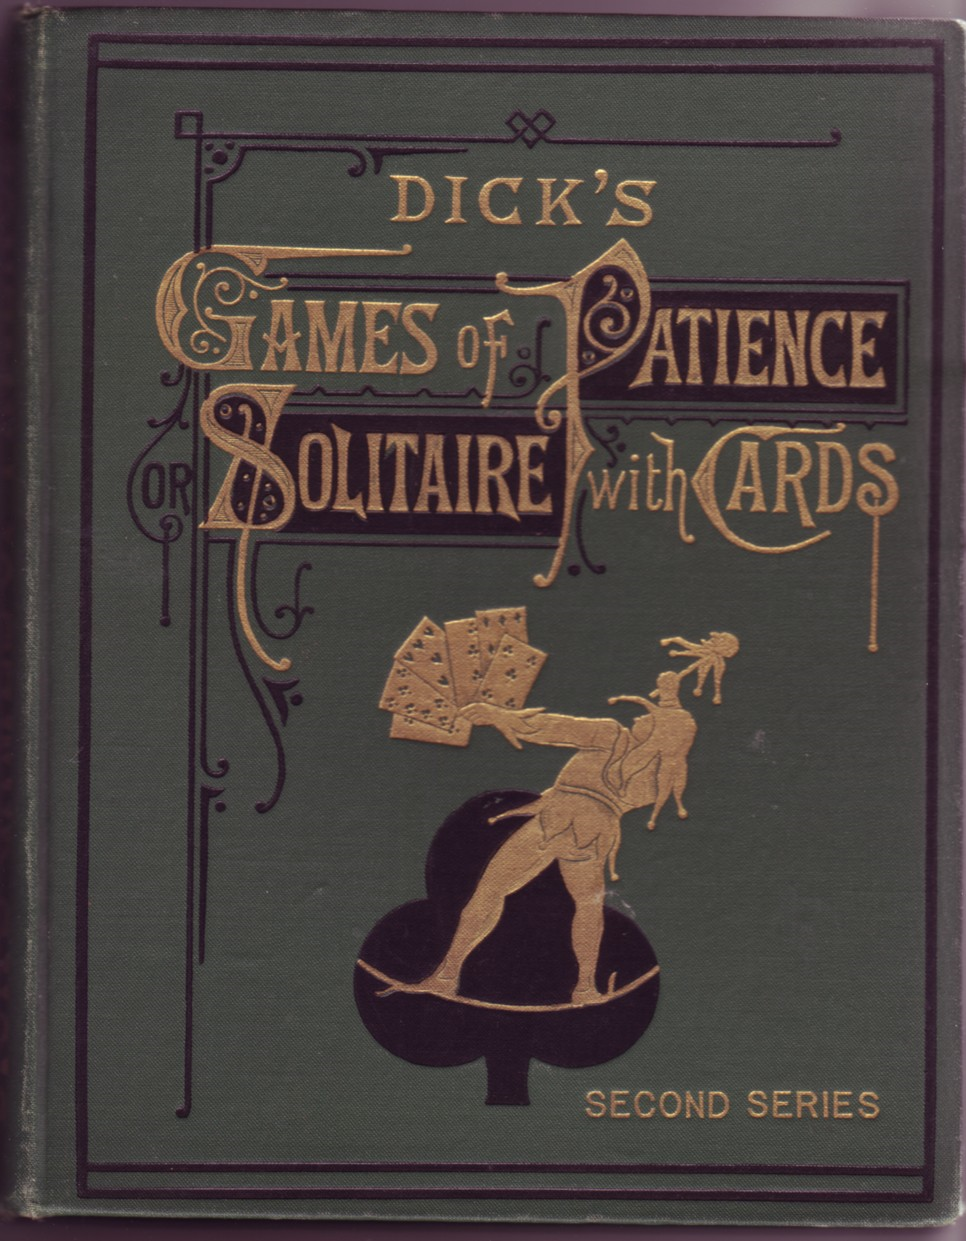 DICK'S
GAMES OF PATIENCE
OR SOLITAIRE with CARDS
SECOND SERIES